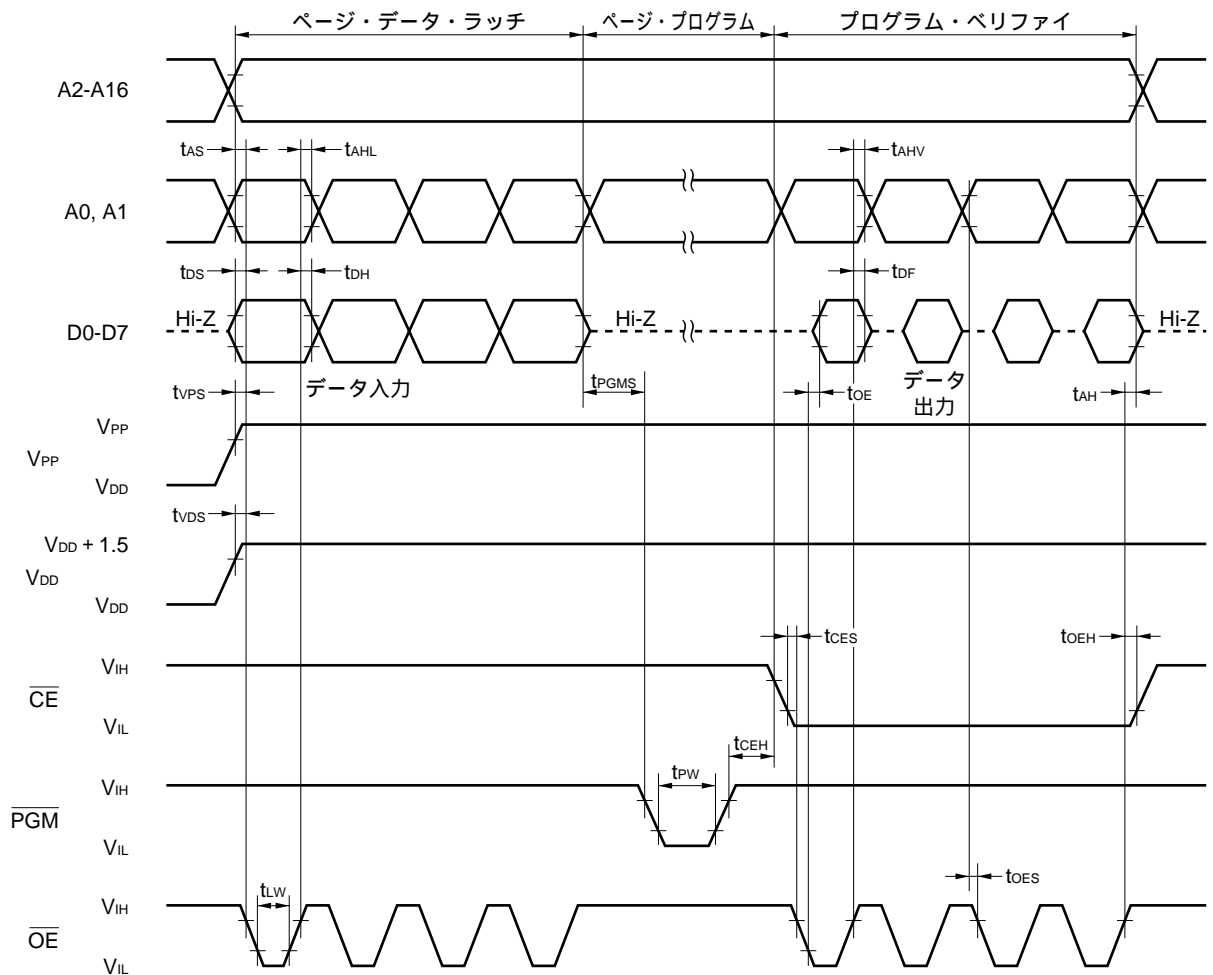 ページ・データ・ラッチ
ページ・プログラム
プログラム・ベリファイ
A2-A16
tAS
tAHL
tAHV
A0, A1
tDS
tDH
tDF
D0-D7
Hi-Z
Hi-Z
Hi-Z
データ入力
データ
出力
tVPS
tPGMS
tOE
tAH
VPP
VPP
VDD
tVDS
VDD + 1.5
VDD
VDD
tCES
tOEH
VIH
CE
VIL
tCEH
VIH
tPW
PGM
VIL
tLW
tOES
VIH
OE
VIL